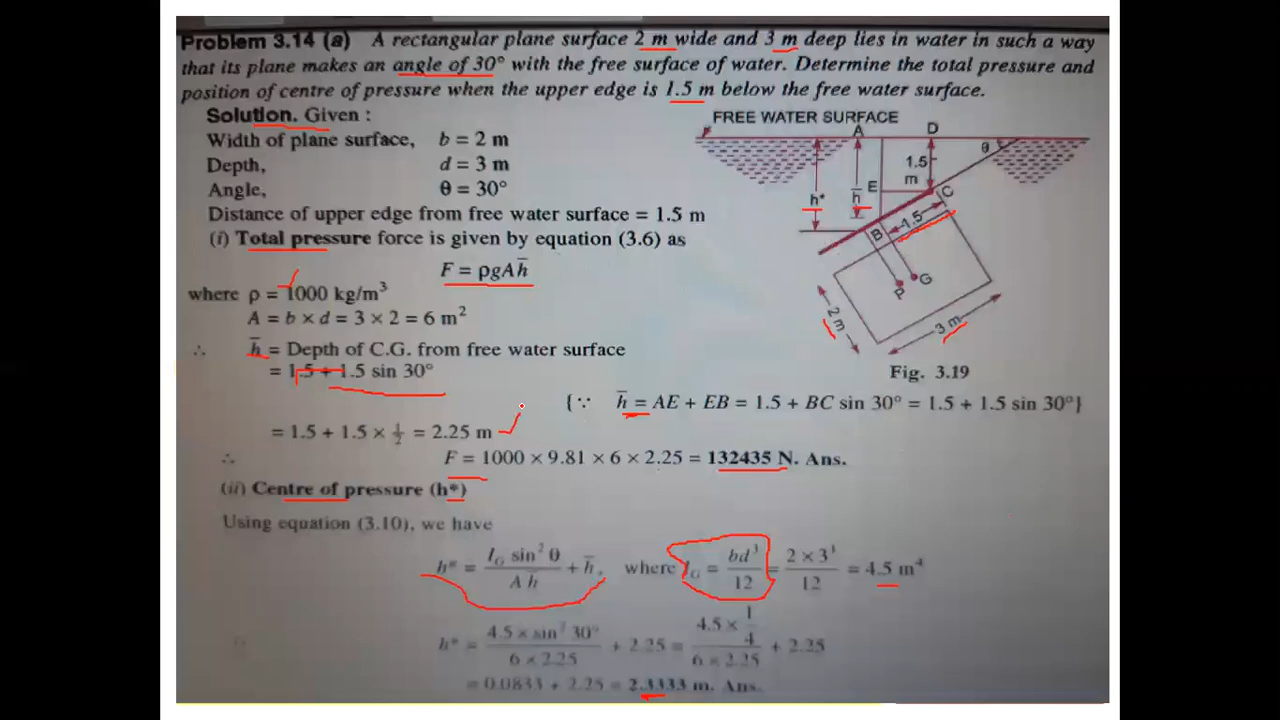 Problem 3.14 (a) A rectangular plane surface 2 m wide and 3 m deep lies in water in such a way
that its plane makes an angle of 30° with the free surface of water. Determine the total pressure and
position of centre of pressure when the upper edge is 1.5 m below the free water surface.
Solution. Given :
Width of plane surface, b = 2 m
Depth, d = 3 m
Angle, θ = 30°
Distance of upper edge from free water surface = 1.5 m
(i) Total pressure force is given by equation (3.6) as
F = ρgAh̄
where ρ = 1000 kg/m³
A = b × d = 3 × 2 = 6 m²
∴ h̄ = Depth of C.G. from free water surface
= 1.5 + 1.5 sin 30°
{∵ h̄ = AE + EB = 1.5 + BC sin 30° = 1.5 + 1.5 sin 30°}
= 1.5 + 1.5 × 1/2 = 2.25 m
∴ F = 1000 × 9.81 × 6 × 2.25 = 132435 N. Ans.
(ii) Centre of pressure (h*)
Using equation (3.10), we have
h* = I_G sin² θ / A h̄ + h̄, where I_G = bd³/12 = 2 × 3³/12 = 4.5 m⁴
h* = 4.5 × sin² 30° / 6 × 2.25 + 2.25 = 4.5 × 1/4 / 6 × 2.25 + 2.25
= 0.0833 + 2.25 = 2.3333 m. Ans.
FREE WATER SURFACE
A
D
θ
1.5
m
E
C
h*
h̄
B
1.5
G
P
2 m
3 m
Fig. 3.19